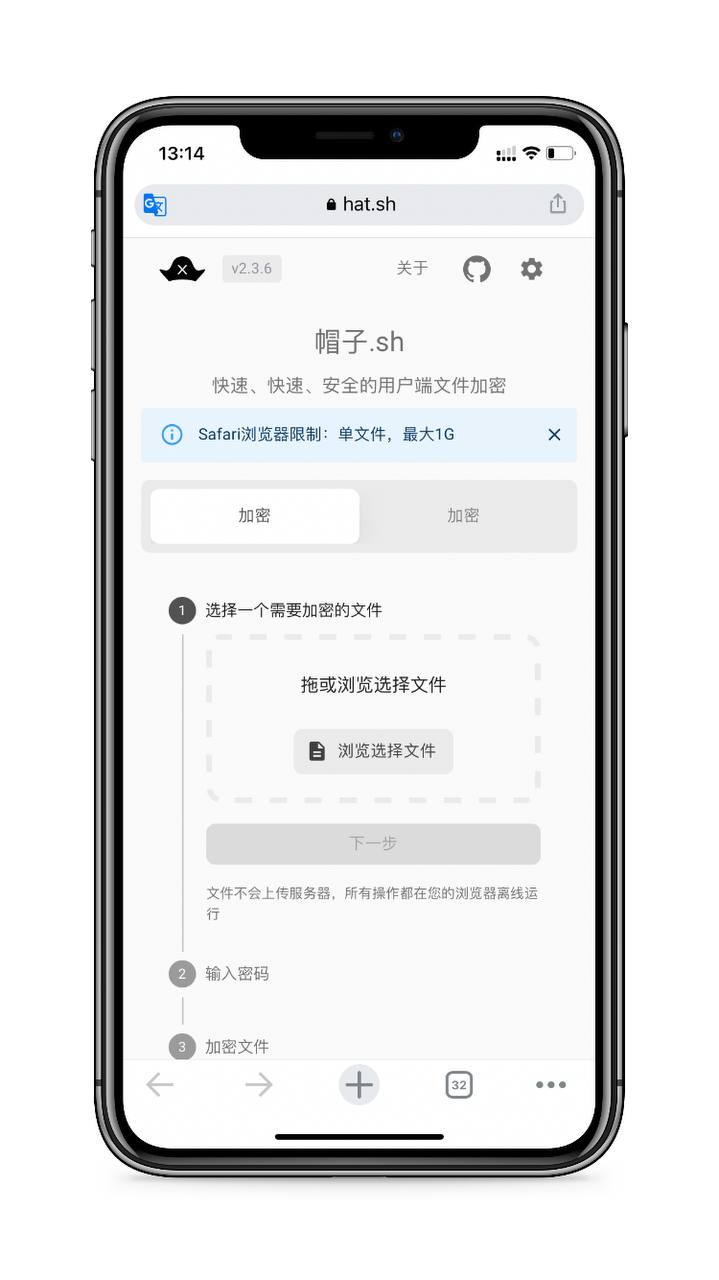 13:14
hat.sh
v2.3.6
关于
帽子.sh
快速、快速、安全的用户端文件加密
Safari浏览器限制：单文件，最大1G
加密
加密
1 选择一个需要加密的文件
拖或浏览选择文件
浏览选择文件
下一步
文件不会上传服务器，所有操作都在您的浏览器离线运
行
2 输入密码
3 加密文件
32